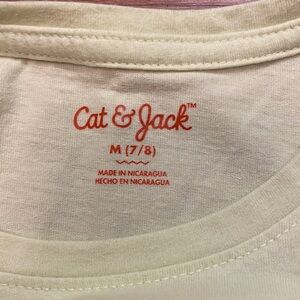 Cat & Jack™
M (7/8)
MADE IN NICARAGUA
HECHO EN NICARAGUA